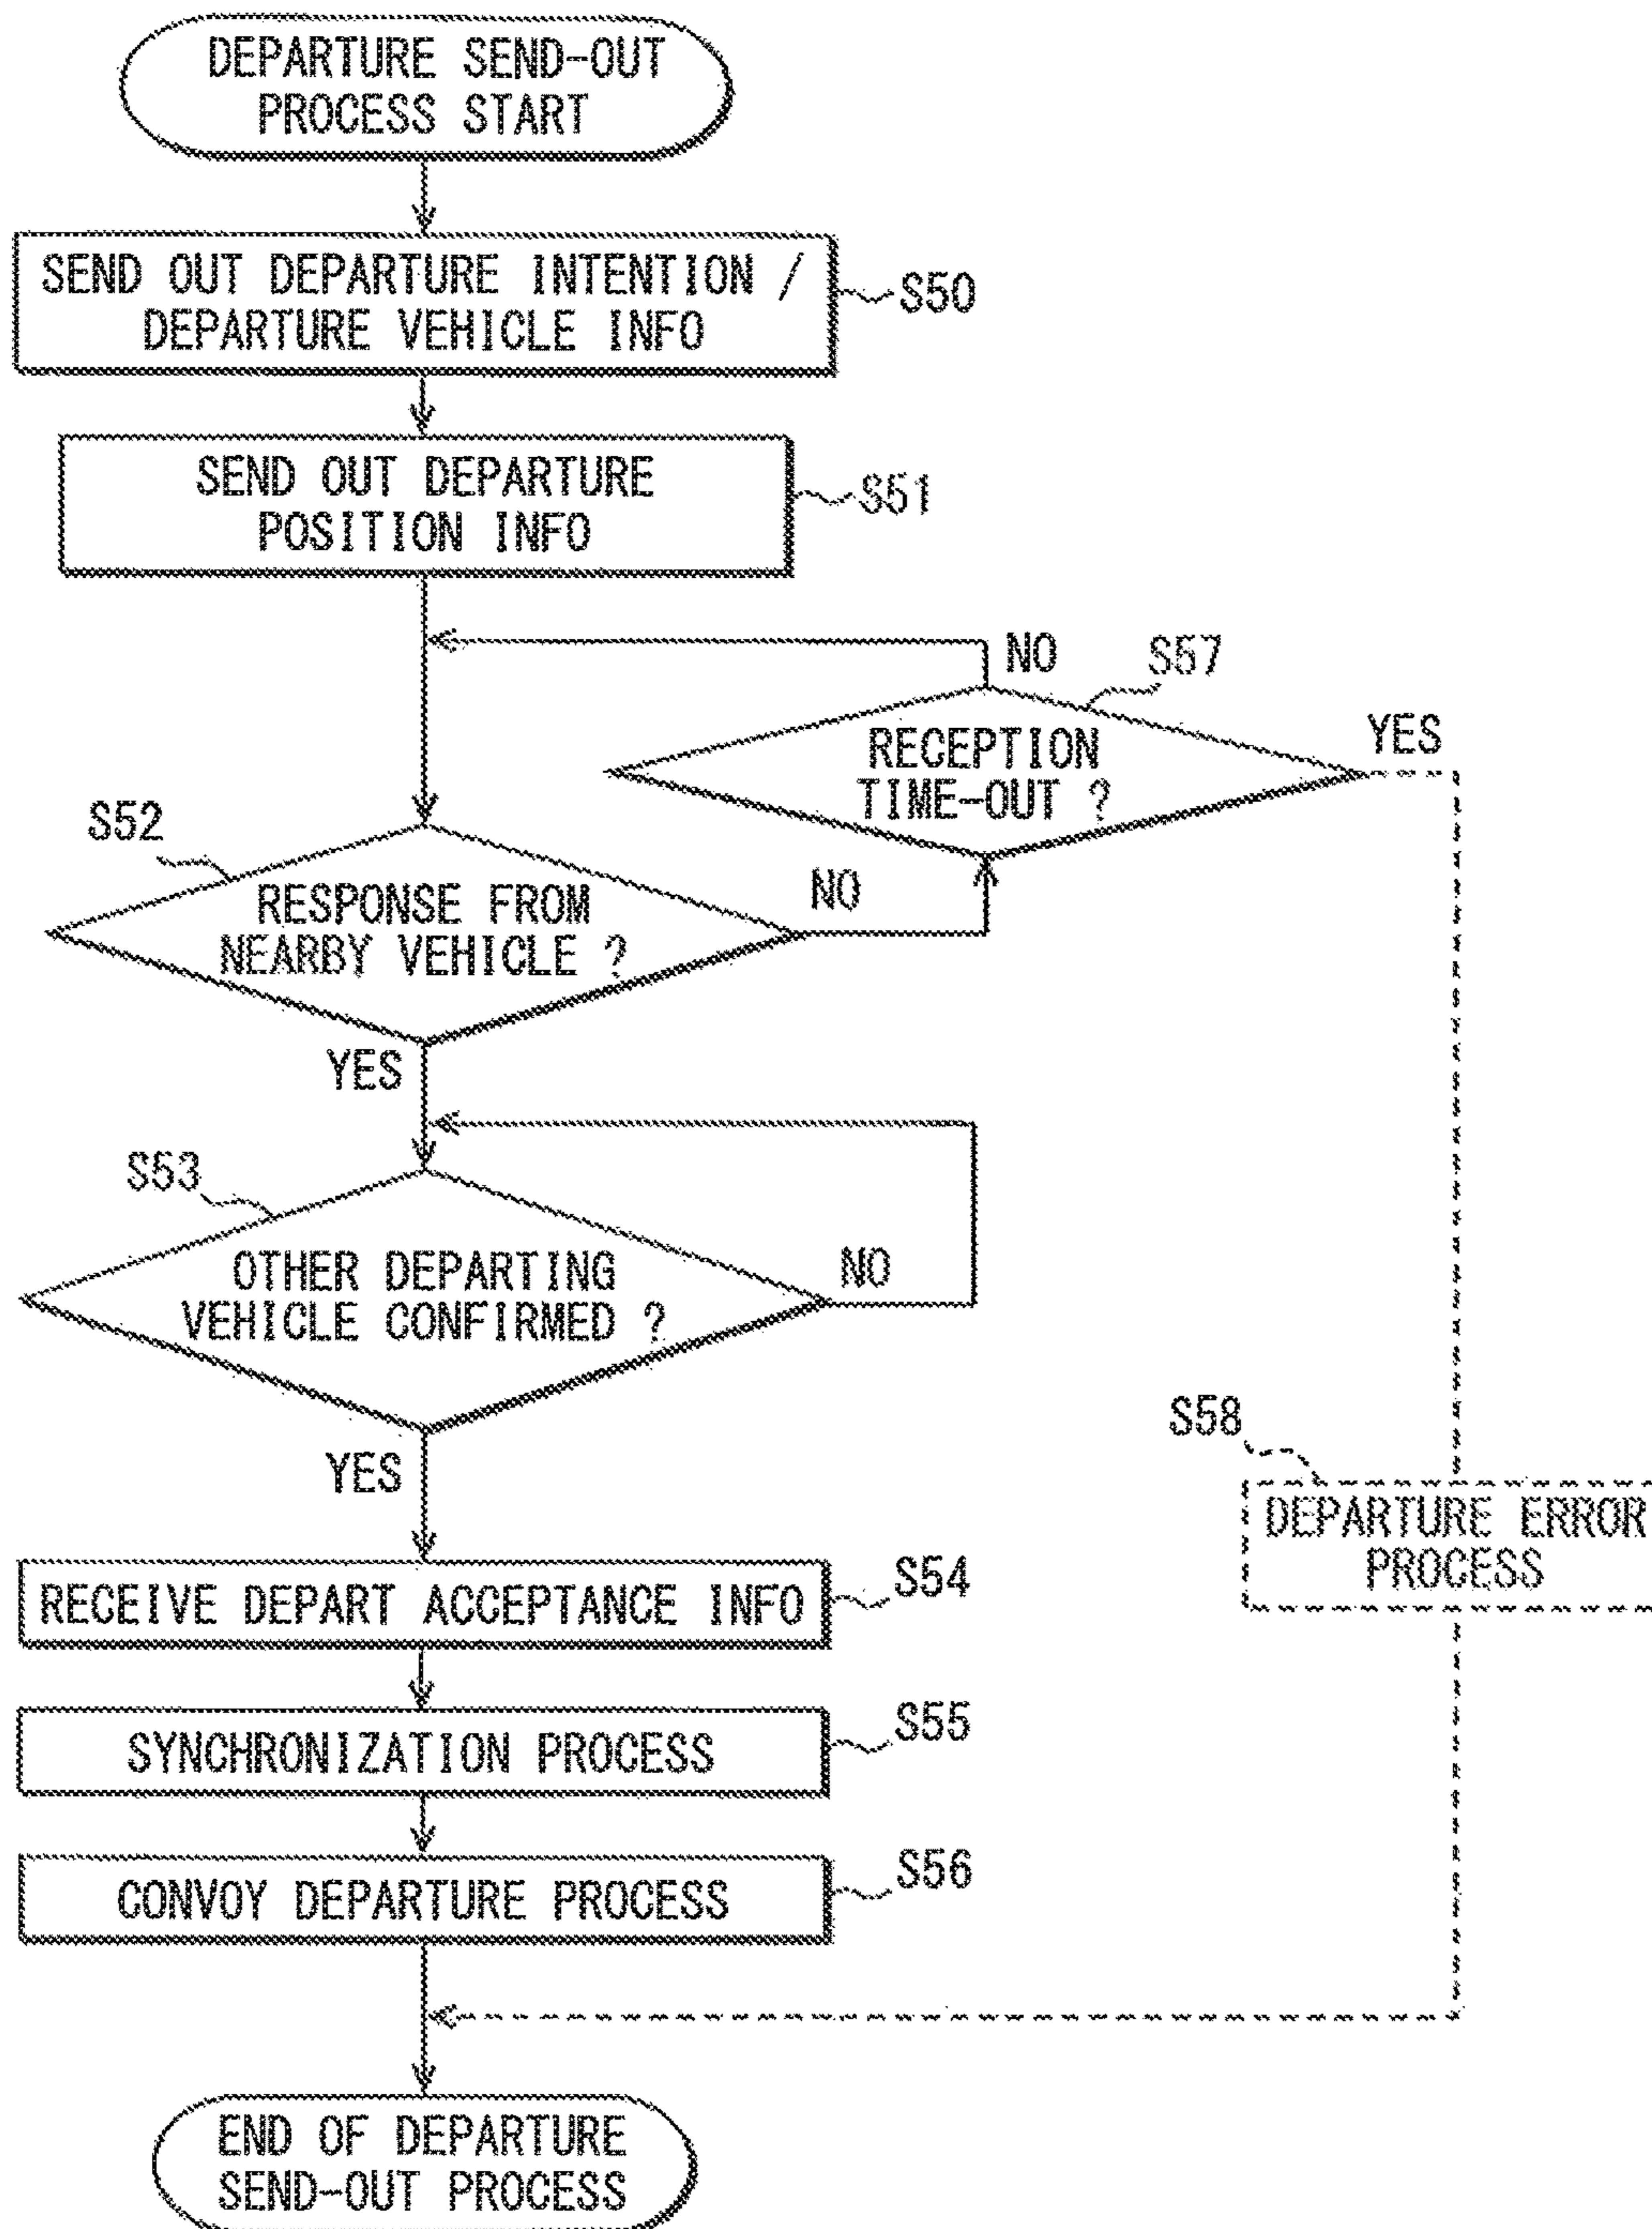 DEPARTURE SEND-OUT
PROCESS START
SEND OUT DEPARTURE INTENTION /
DEPARTURE VEHICLE INFO
S50
SEND OUT DEPARTURE
POSITION INFO
S51
NO
S57
RECEPTION
TIME-OUT ?
YES
S52
RESPONSE FROM
NEARBY VEHICLE ?
NO
YES
S53
OTHER DEPARTING
VEHICLE CONFIRMED ?
NO
YES
S58
DEPARTURE ERROR
PROCESS
RECEIVE DEPART ACCEPTANCE INFO
S54
SYNCHRONIZATION PROCESS
S55
CONVOY DEPARTURE PROCESS
S56
END OF DEPARTURE
SEND-OUT PROCESS